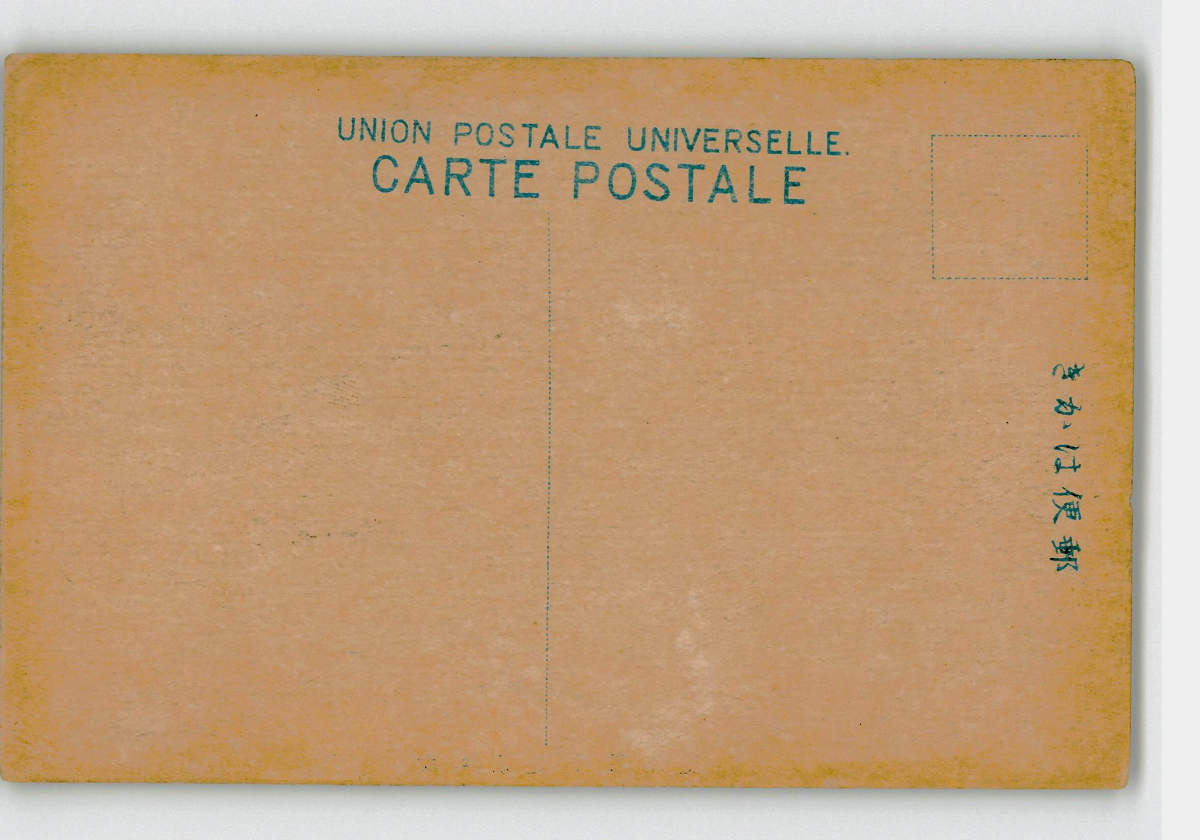 UNION POSTALE UNIVERSELLE.
CARTE POSTALE
郵便はかき